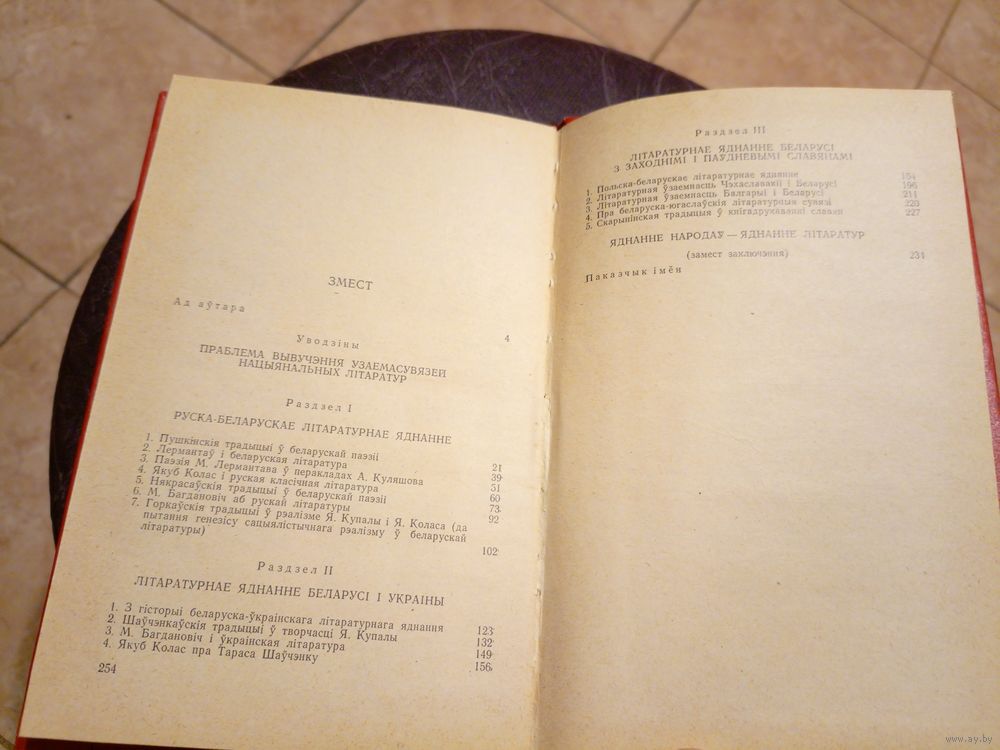 ЗМЕСТ
Ад аўтара
Уводзіны 4
ПРАБЛЕМА ВЫВУЧЭННЯ УЗАЕМАСУВЯЗЕЙ
НАЦЫЯНАЛЬНЫХ ЛІТАРАТУР
Раздзел I
РУСКА-БЕЛАРУСКАЕ ЛІТАРАТУРНАЕ ЯДНАННЕ
1. Пушкінскія традыцыі ў беларускай паэзіі 21
2. Лермантаў і беларуская літаратура 39
3. Паэзія М. Лермантава ў перакладах А. Куляшова 51
4. Якуб Колас і руская класічная літаратура 60
5. Някрасаўскія традыцыі ў беларускай паэзіі 73
6. М. Багдановіч аб рускай літаратуры 92
7. Горкаўскія традыцыі ў рэалізме Я. Купалы і Я. Коласа (да
пытання генезісу сацыялістычнага рэалізму ў беларускай
літаратуры) 102
Раздзел II
ЛІТАРАТУРНАЕ ЯДНАННЕ БЕЛАРУСІ І УКРАІНЫ
1. З гісторыі беларуска-ўкраінскага літаратурнага яднання 123
2. Шаўчэнкаўскія традыцыі ў творчасці Я. Купалы 132
3. М. Багдановіч і ўкраінская літаратура 149
4. Якуб Колас пра Тараса Шаўчэнку 156
254
Раздзел III
ЛІТАРАТУРНАЕ ЯДНАННЕ БЕЛАРУСІ
З ЗАХОДНІМІ І ПАЎДНЁВЫМІ СЛАВЯНАМІ
1. Польска-беларускае літаратурнае яднанне 164
2. Літаратурная ўзаемнасць Чэхаславакіі і Беларусі 196
3. Літаратурная ўзаемнасць Балгарыі і Беларусі 211
4. Пра беларуска-югаслаўскія літаратурныя сувязі 220
5. Скарынінская традыцыя ў кнігадрукаванні славян 227
ЯДНАННЕ НАРОДАЎ — ЯДНАННЕ ЛІТАРАТУР
(замест заключэння) 234
Паказчык імён
www.ay.by